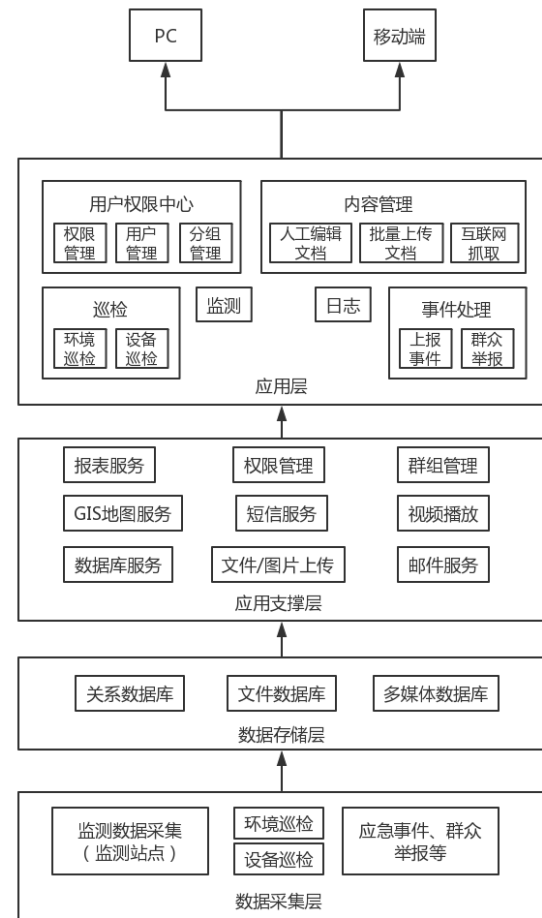 PC
移动端
用户权限中心
权限
管理
用户
管理
分组
管理
内容管理
人工编辑
文档
批量上传
文档
互联网
抓取
巡检
环境
巡检
设备
巡检
监测
日志
事件处理
上报
事件
群众
举报
应用层
报表服务
权限管理
群组管理
GIS地图服务
短信服务
视频播放
数据库服务
文件/图片上传
邮件服务
应用支撑层
关系数据库
文件数据库
多媒体数据库
数据存储层
监测数据采集
（监测站点）
环境巡检
设备巡检
应急事件、群众
举报等
数据采集层